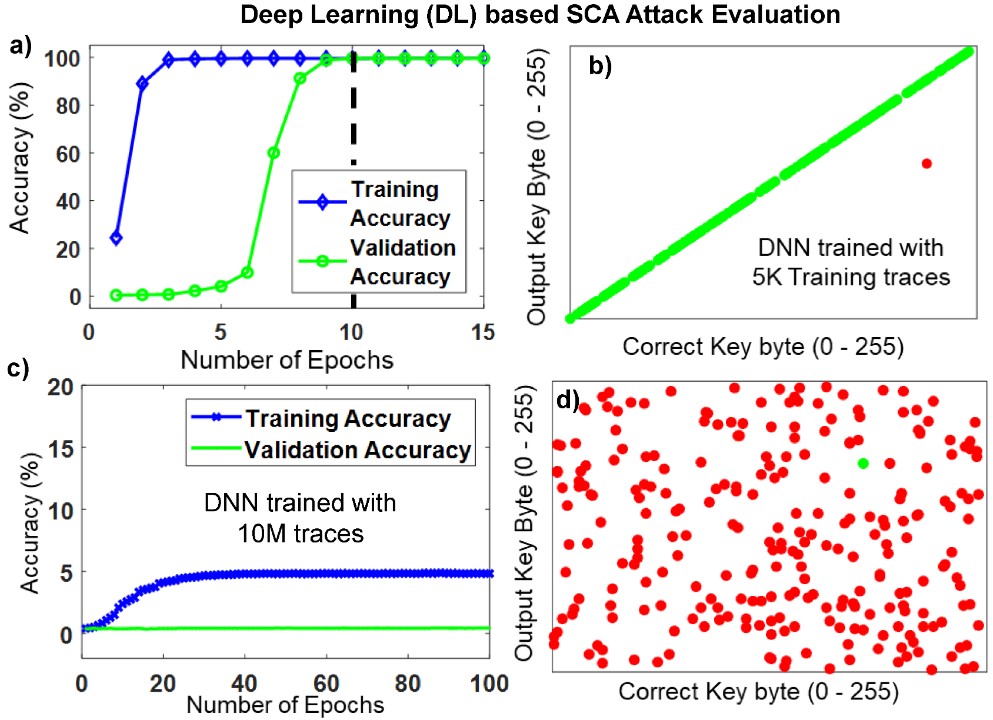 Deep Learning (DL) based SCA Attack Evaluation
a)
Accuracy (%)
100
80
60
40
20
0
0
5
10
15
Number of Epochs
Training
Accuracy
Validation
Accuracy
b)
Output Key Byte (0 - 255)
DNN trained with
5K Training traces
Correct Key byte (0 - 255)
c)
Accuracy (%)
20
15
10
5
0
0
20
40
60
80
100
Number of Epochs
Training Accuracy
Validation Accuracy
DNN trained with
10M traces
d)
Output Key Byte (0 - 255)
Correct Key byte (0 - 255)